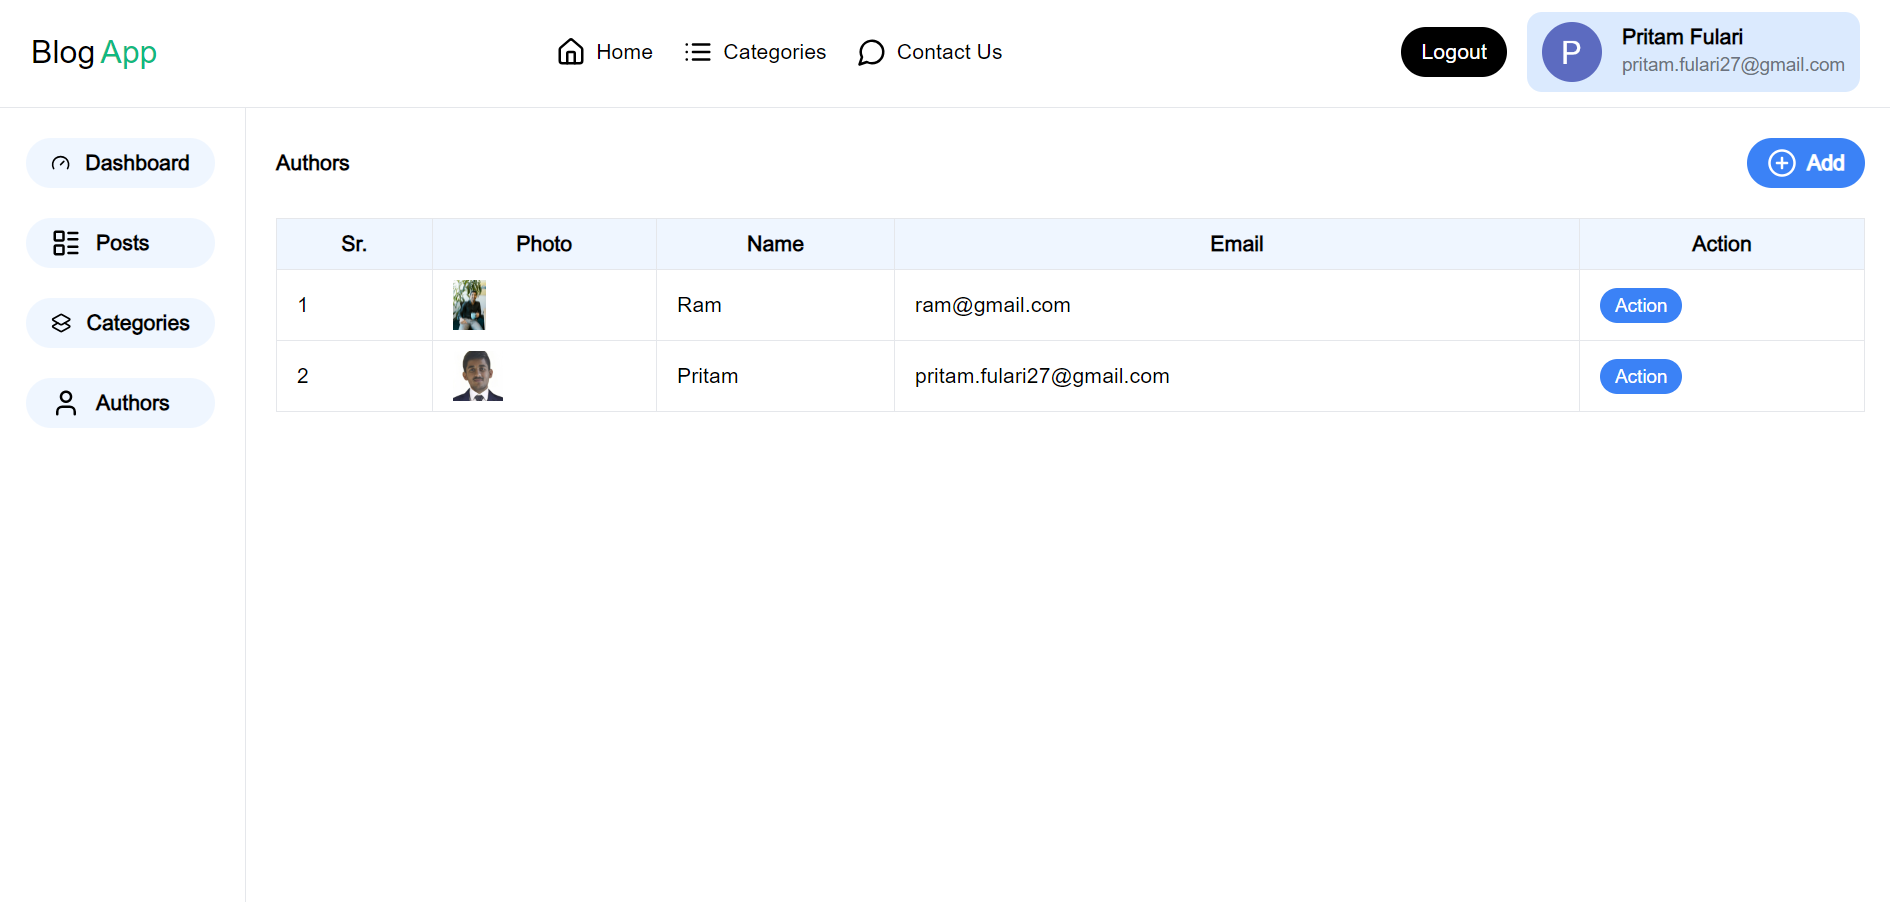 Blog App
Home
Categories
Contact Us
Logout
P
Pritam Fulari
pritam.fulari27@gmail.com
Dashboard
Posts
Categories
Authors
Authors
Add
Sr. Photo Name Email Action
1 Ram ram@gmail.com Action
2 Pritam pritam.fulari27@gmail.com Action